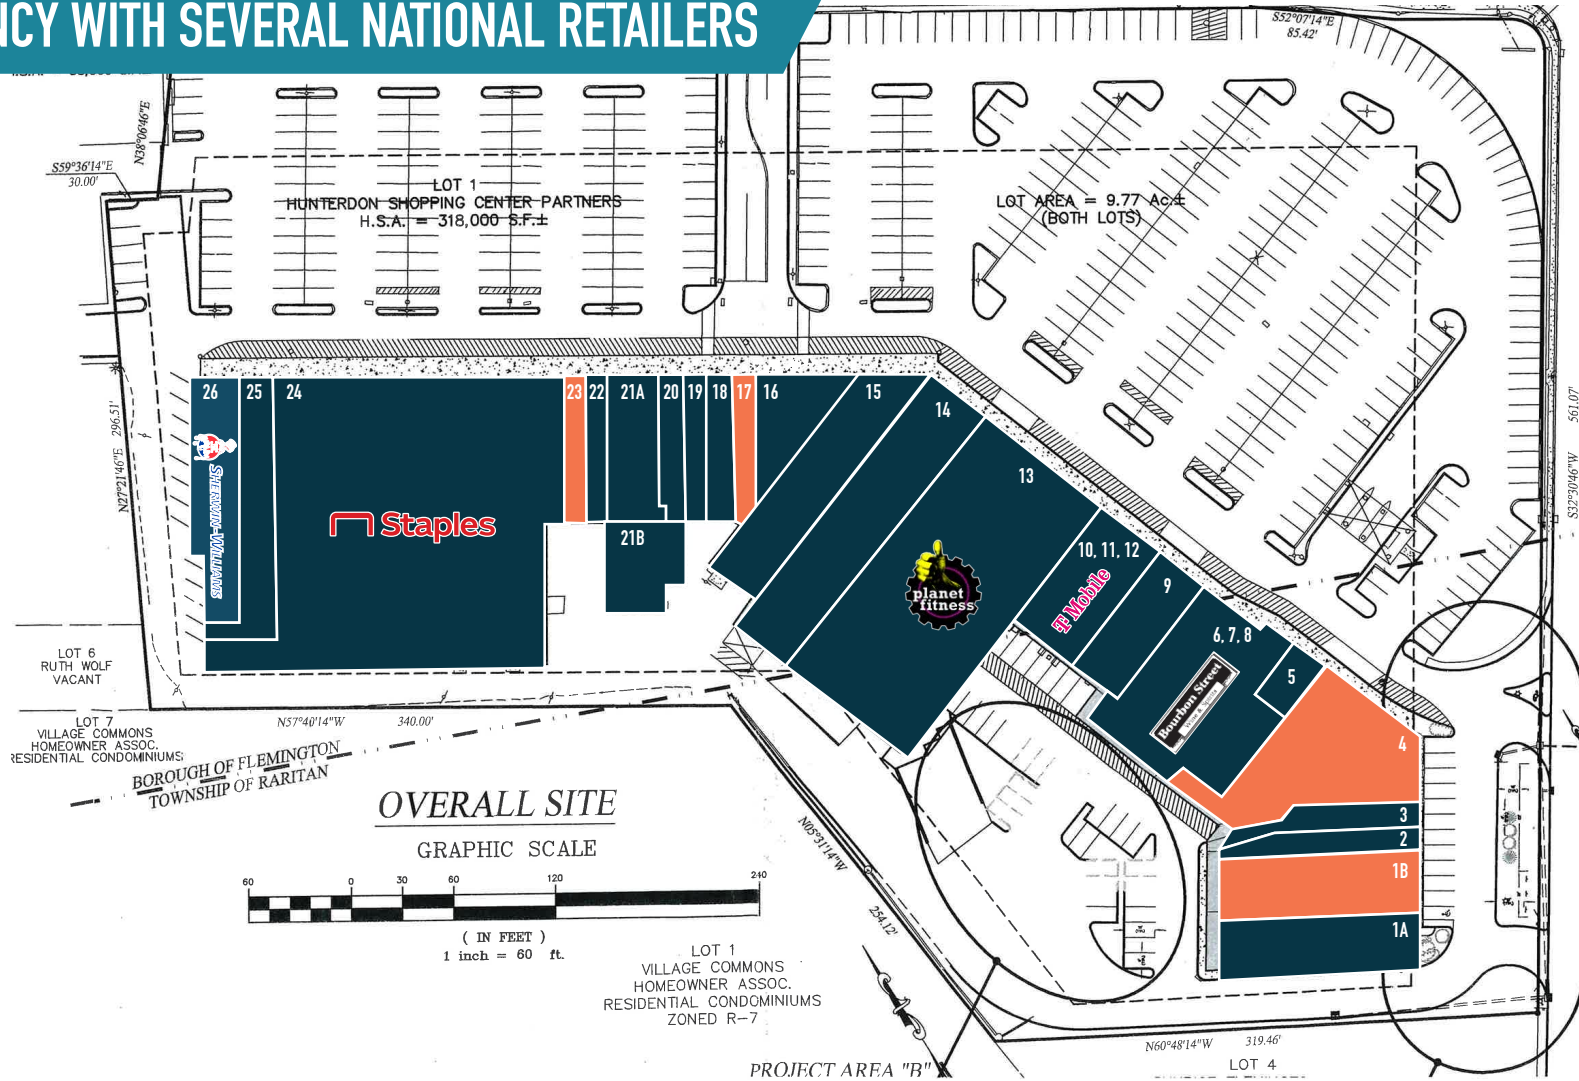 NCY WITH SEVERAL NATIONAL RETAILERS
S52°07'14"E
85.42'
N38°06'46"E
S59°36'14"E
30.00'
LOT 1
HUNTERDON SHOPPING CENTER PARTNERS
H.S.A. = 318,000 S.F.±
LOT AREA = 9.77 Ac.±
(BOTH LOTS)
26
25
24
23
22
21A
20
19
18
17
16
15
14
13
21B
10, 11, 12
9
6, 7, 8
5
4
3
2
1B
1A
SHERWIN-WILLIAMS
Staples
planet
fitness
T Mobile
Bourbon Street
Wine & Spirits
N27°21'46"E 296.51'
561.07'
S32°30'46"W
LOT 6
RUTH WOLF
VACANT
LOT 7
VILLAGE COMMONS
HOMEOWNER ASSOC.
RESIDENTIAL CONDOMINIUMS
N57°40'14"W 340.00'
BOROUGH OF FLEMINGTON
TOWNSHIP OF RARITAN
OVERALL SITE
GRAPHIC SCALE
60 0 30 60 120 240
( IN FEET )
1 inch = 60 ft.
N05°31'14"W
254.12'
LOT 1
VILLAGE COMMONS
HOMEOWNER ASSOC.
RESIDENTIAL CONDOMINIUMS
ZONED R-7
N60°48'14"W 319.46'
LOT 4
PROJECT AREA "B"